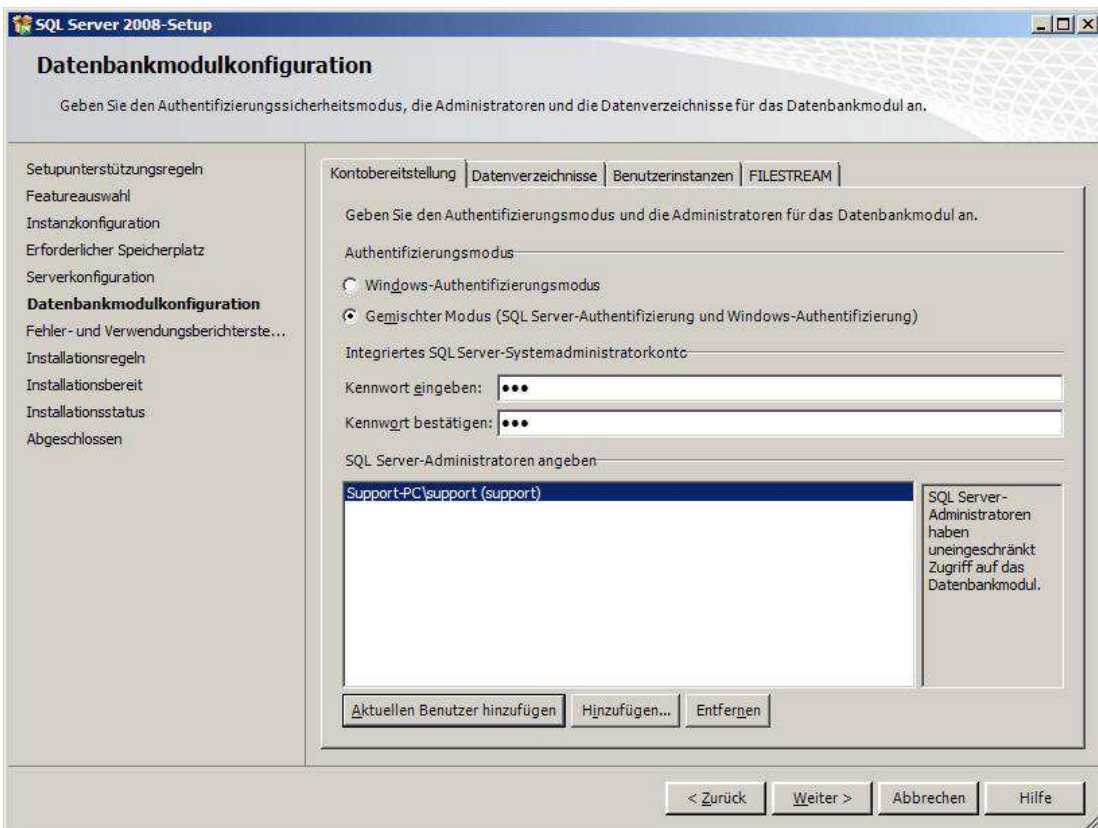 SQL Server 2008-Setup
Datenbankmodulkonfiguration
Geben Sie den Authentifizierungssicherheitsmodus, die Administratoren und die Datenverzeichnisse für das Datenbankmodul an.
Setupunterstützungsregeln
Featureauswahl
Instanzkonfiguration
Erforderlicher Speicherplatz
Serverkonfiguration
Datenbankmodulkonfiguration
Fehler- und Verwendungsberichterste...
Installationsregeln
Installationsbereit
Installationsstatus
Abgeschlossen
Kontobereitstellung Datenverzeichnisse Benutzerinstanzen FILESTREAM
Geben Sie den Authentifizierungsmodus und die Administratoren für das Datenbankmodul an.
Authentifizierungsmodus
Windows-Authentifizierungsmodus
Gemischter Modus (SQL Server-Authentifizierung und Windows-Authentifizierung)
Integriertes SQL Server-Systemadministratorkonto
Kennwort eingeben: ●●●
Kennwort bestätigen: ●●●
SQL Server-Administratoren angeben
Support-PC\support (support)
SQL Server-
Administratoren
haben
uneingeschränkt
Zugriff auf das
Datenbankmodul.
Aktuellen Benutzer hinzufügen Hinzufügen... Entfernen
< Zurück Weiter > Abbrechen Hilfe